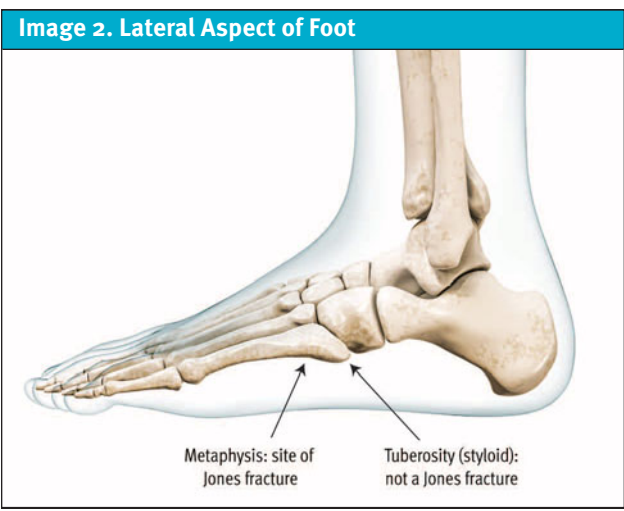 Image 2. Lateral Aspect of Foot
Metaphysis: site of
Jones fracture
Tuberosity (styloid):
not a Jones fracture